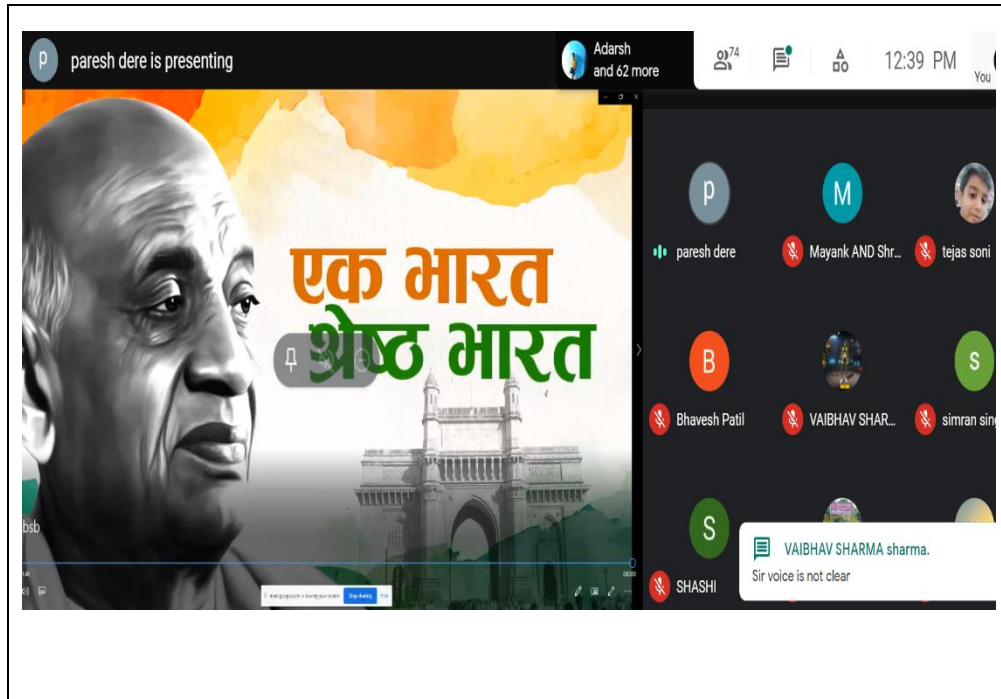 p
paresh dere is presenting
Adarsh
and 62 more
74
12:39 PM
You
एक भारत
श्रेष्ठ भारत
bsb
p
paresh dere
M
Mayank AND Shr...
tejas soni
B
Bhavesh Patil
VAIBHAV SHAR...
s
simran sin
S
SHASHI
VAIBHAV SHARMA sharma.
Sir voice is not clear
Stop sharing
Hide